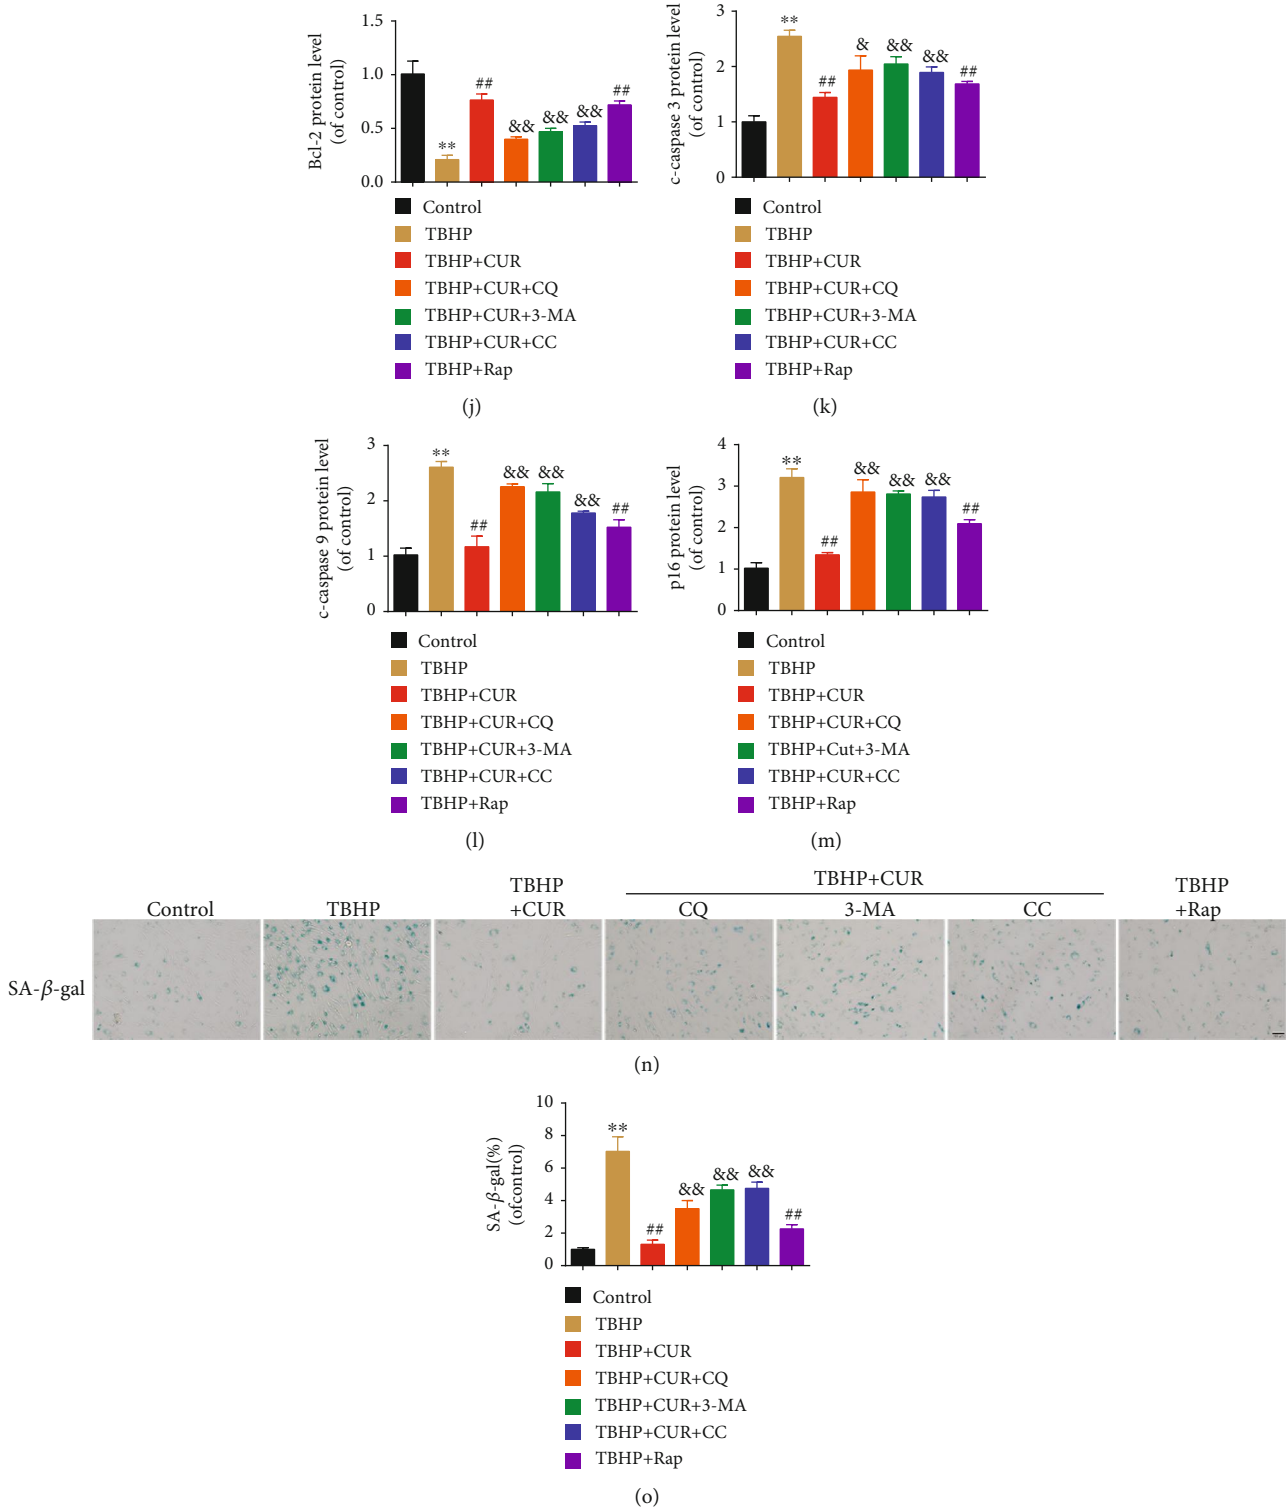 Bcl-2 protein level
(of control)
1.5
1.0
0.5
0.0
**
##
&&
&&
&&
##
Control
TBHP
TBHP+CUR
TBHP+CUR+CQ
TBHP+CUR+3-MA
TBHP+CUR+CC
TBHP+Rap
(j)
c-caspase 3 protein level
(of control)
3
2
1
0
**
##
&
&&
&&
##
Control
TBHP
TBHP+CUR
TBHP+CUR+CQ
TBHP+CUR+3-MA
TBHP+CUR+CC
TBHP+Rap
(k)
c-caspase 9 protein level
(of control)
3
2
1
0
**
##
&&
&&
&&
##
Control
TBHP
TBHP+CUR
TBHP+CUR+CQ
TBHP+CUR+3-MA
TBHP+CUR+CC
TBHP+Rap
(l)
p16 protein level
(of control)
4
3
2
1
0
**
##
&&
&&
&&
##
Control
TBHP
TBHP+CUR
TBHP+CUR+CQ
TBHP+Cut+3-MA
TBHP+CUR+CC
TBHP+Rap
(m)
Control
TBHP
TBHP
+CUR
TBHP+CUR
CQ
3-MA
CC
TBHP
+Rap
SA-β-gal
(n)
SA-β-gal(%)
(ofcontrol)
10
8
6
4
2
0
**
##
&&
&&
&&
##
Control
TBHP
TBHP+CUR
TBHP+CUR+CQ
TBHP+CUR+3-MA
TBHP+CUR+CC
TBHP+Rap
(o)